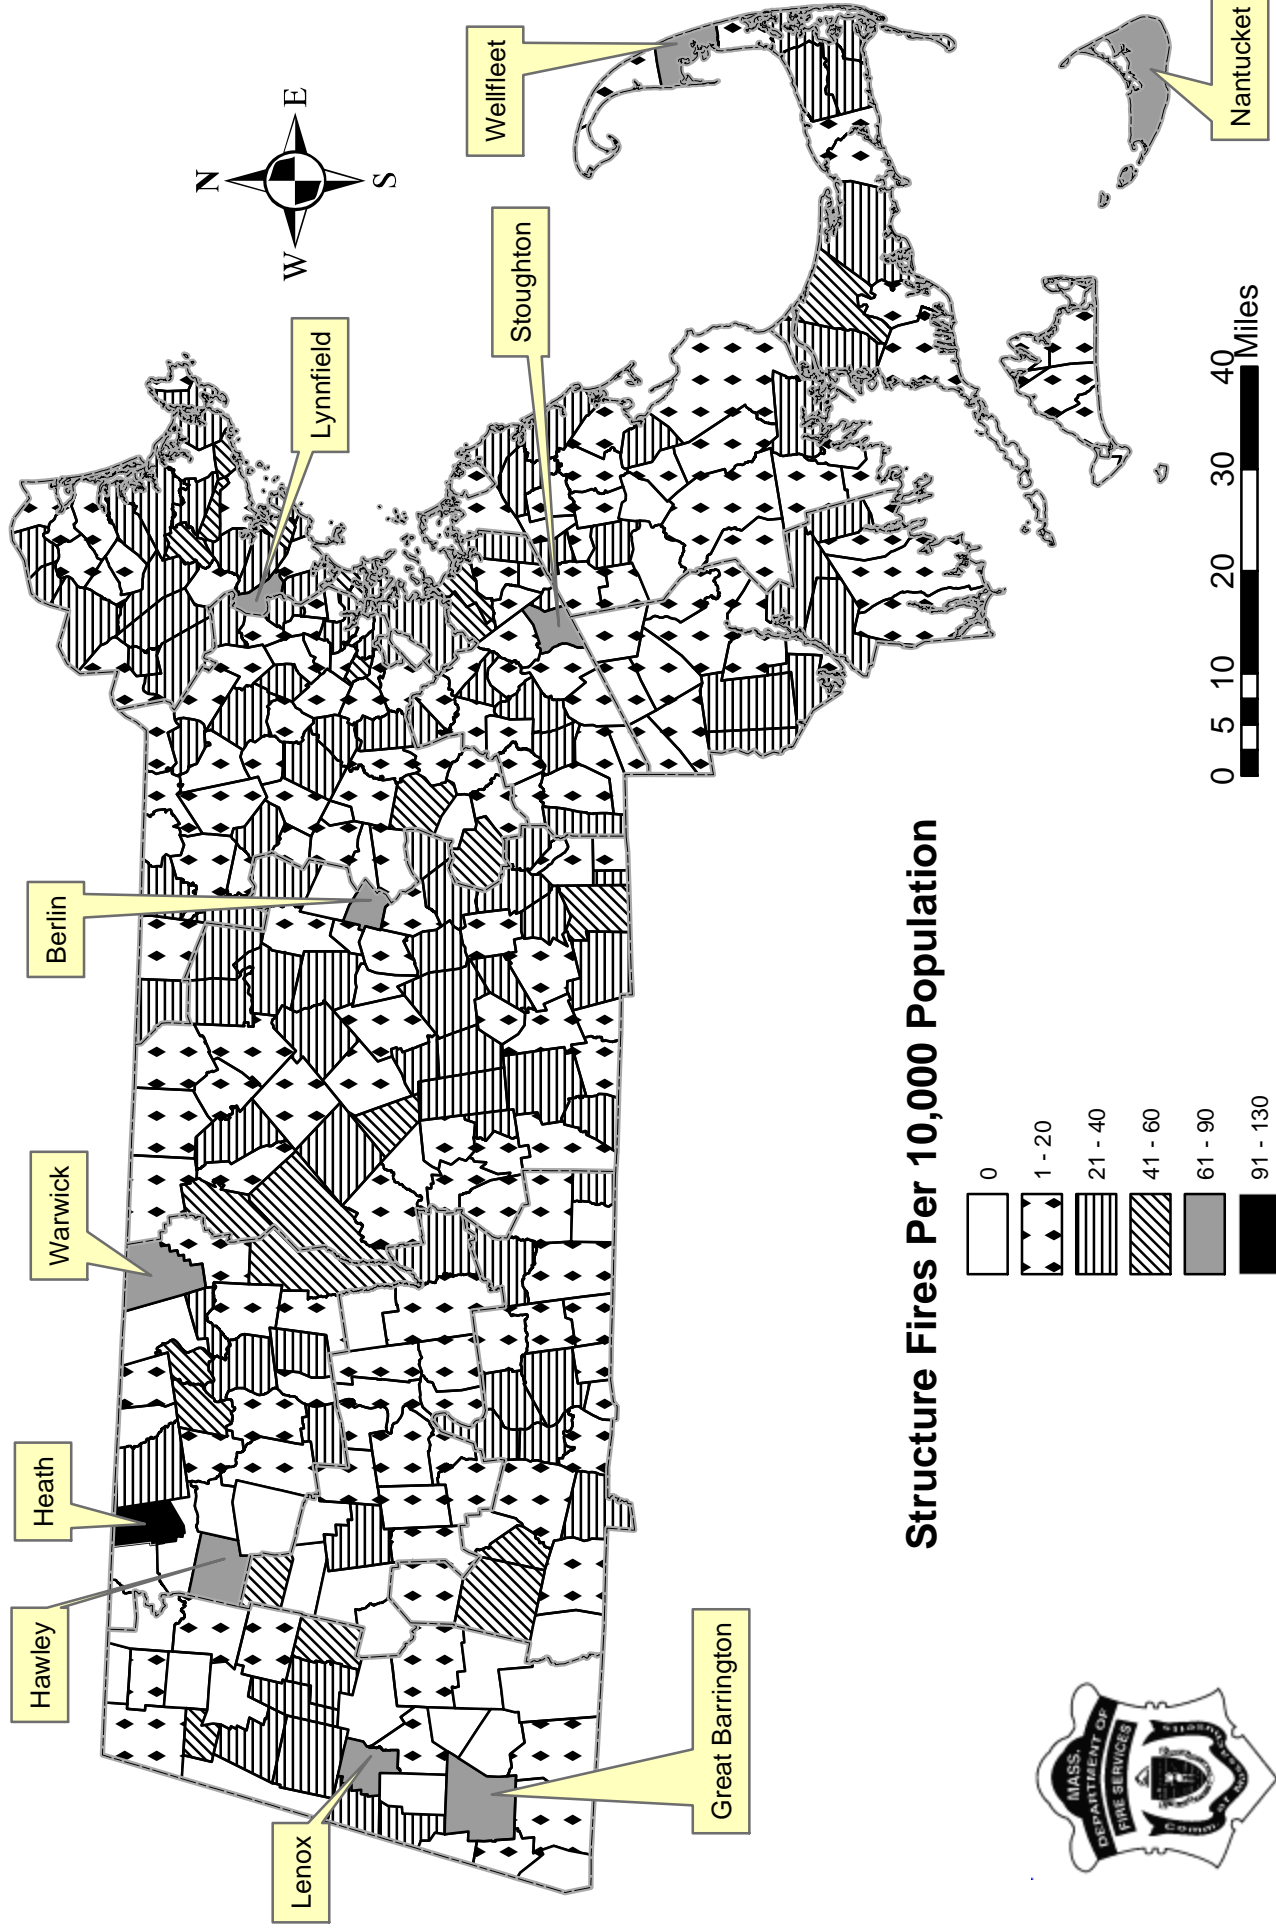 Heath
Hawley
Warwick
Berlin
Lenox
Great Barrington
Lynnfield
Stoughton
Wellfleet
Nantucket
N
W
E
S
Structure Fires Per 10,000 Population
0
1 - 20
21 - 40
41 - 60
61 - 90
91 - 130
0 5 10 20 30 40
Miles
MASS.
DEPARTMENT OF
FIRE SERVICES